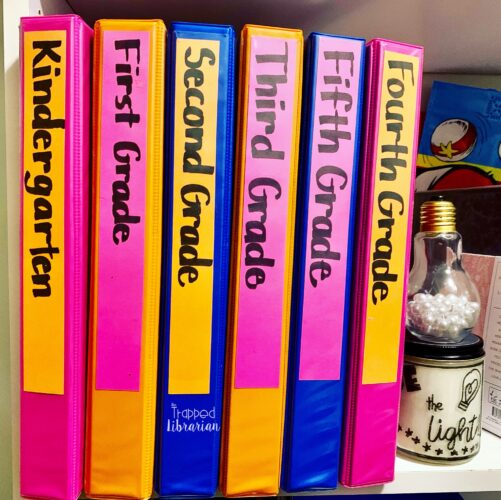 Kindergarten
First Grade
Second Grade
Third Grade
Fifth Grade
Fourth Grade
the
Trapped
Librarian
the
light